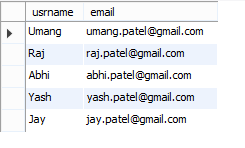 usrname email
Umang umang.patel@gmail.com
Raj raj.patel@gmail.com
Abhi abhi.patel@gmail.com
Yash yash.patel@gmail.com
Jay jay.patel@gmail.com